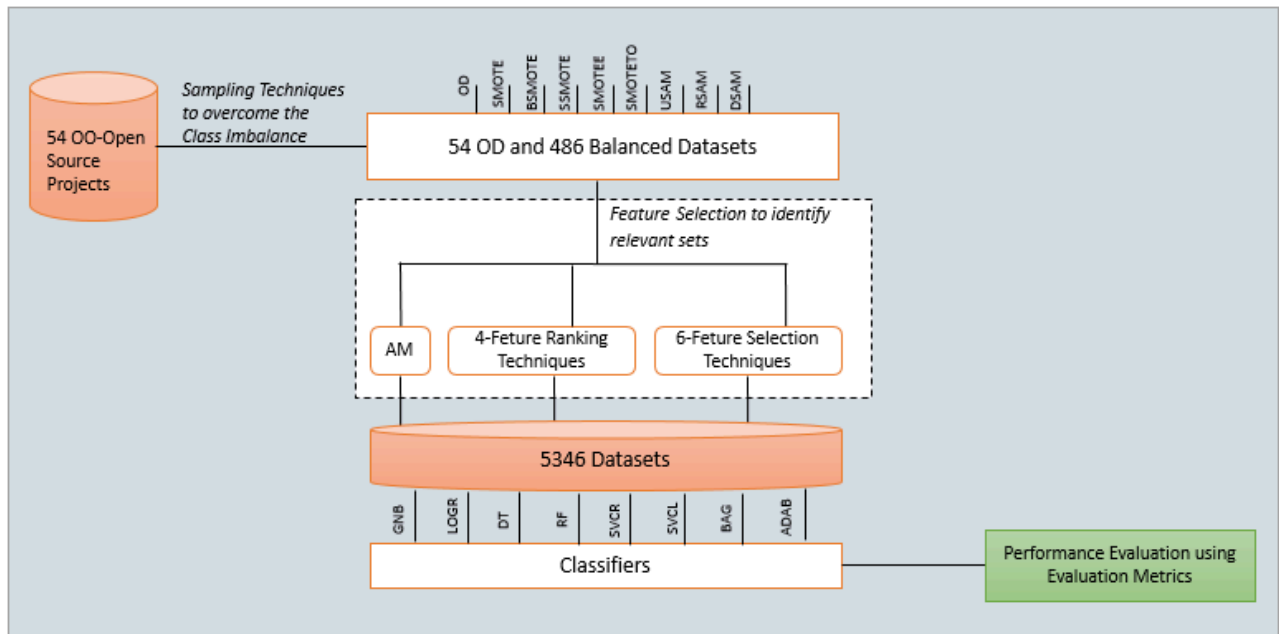 54 OO-Open
Source
Projects
Sampling Techniques
to overcome the
Class Imbalance
OD
SMOTE
BSMOTE
SSMOTE
SMOTEE
SMOTETO
USAM
RSAM
DSAM
54 OD and 486 Balanced Datasets
Feature Selection to identify
relevant sets
AM
4-Feture Ranking
Techniques
6-Feture Selection
Techniques
5346 Datasets
GNB
LOGR
DT
RF
SVCR
SVCL
BAG
ADAB
Classifiers
Performance Evaluation using
Evaluation Metrics